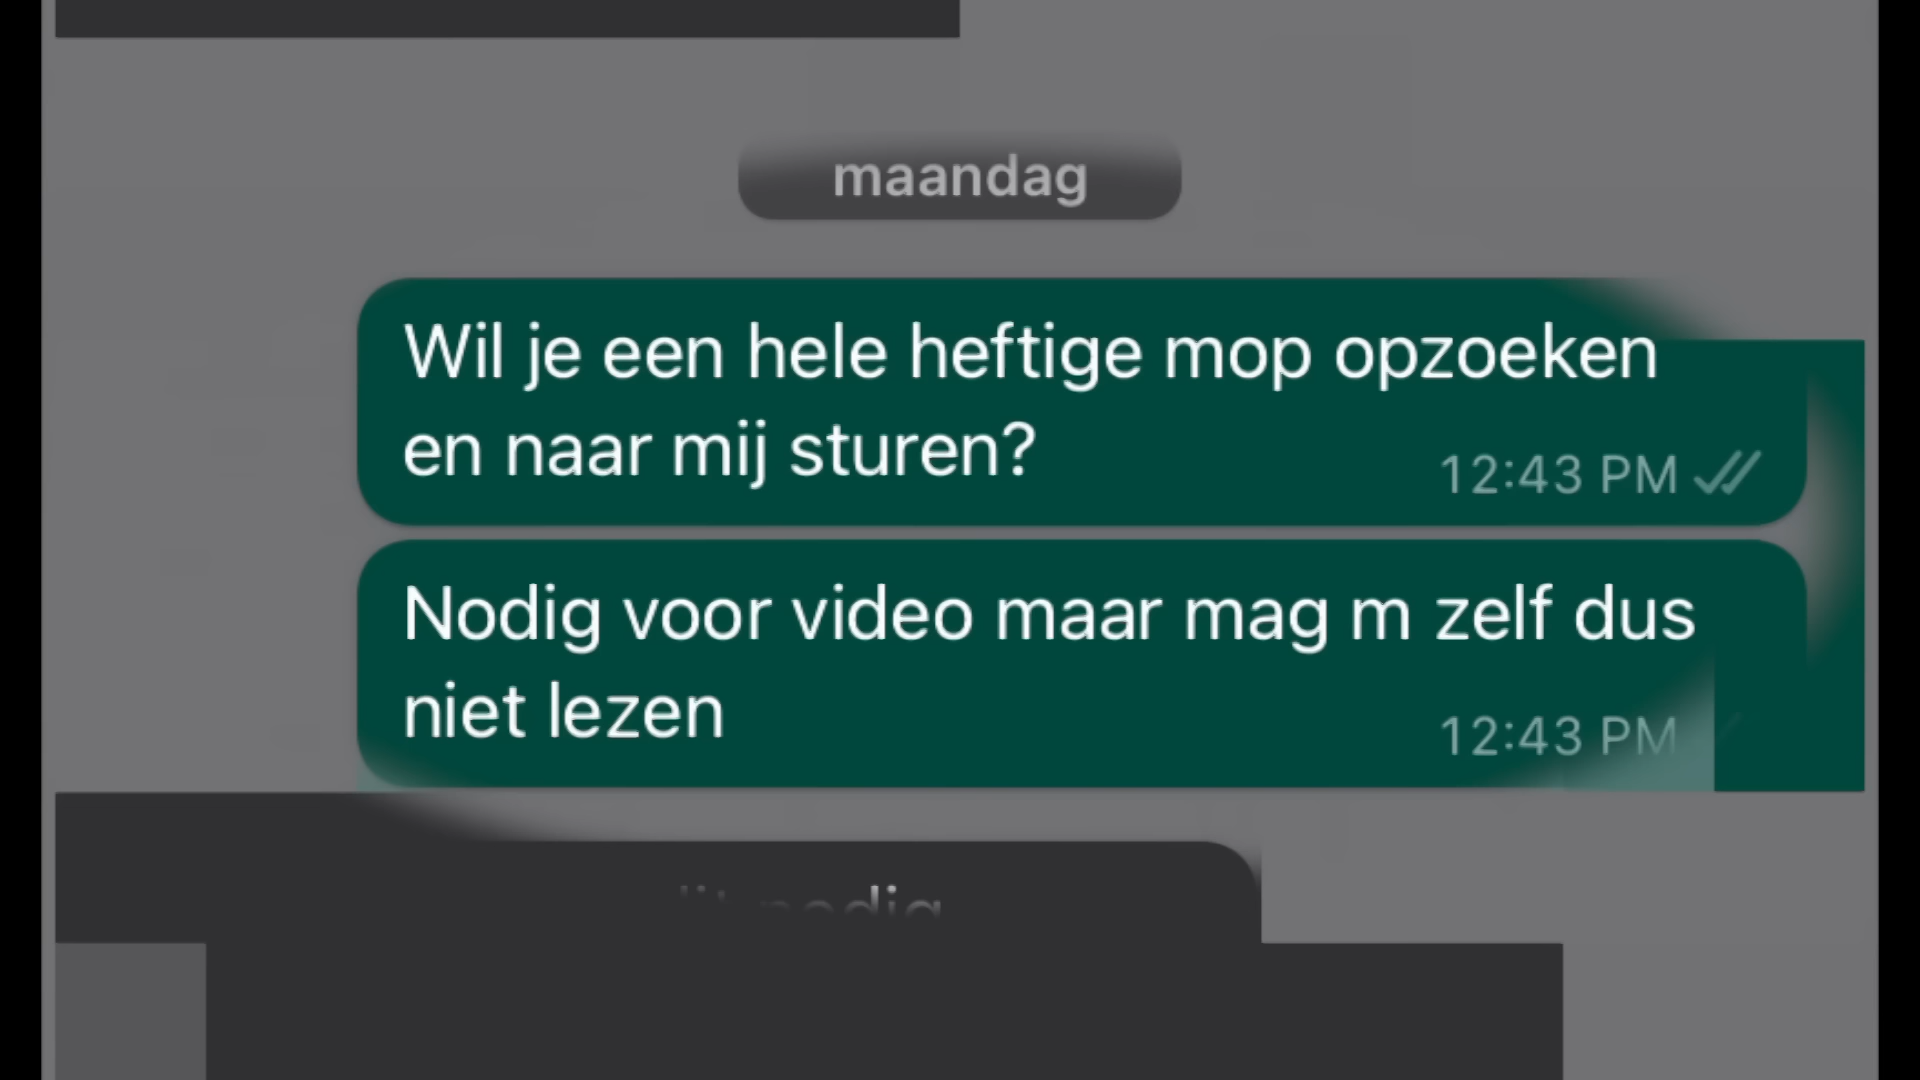 maandag
Wil je een hele heftige mop opzoeken
en naar mij sturen?
12:43 PM
Nodig voor video maar mag m zelf dus
niet lezen
12:43 PM
nodig